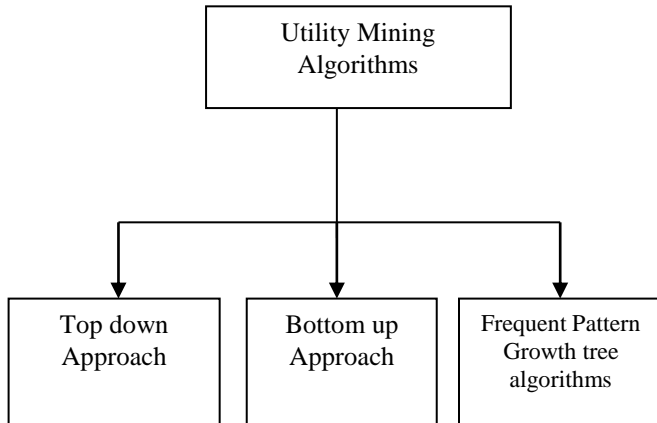 Utility Mining
Algorithms
Top down
Approach
Bottom up
Approach
Frequent Pattern
Growth tree
algorithms